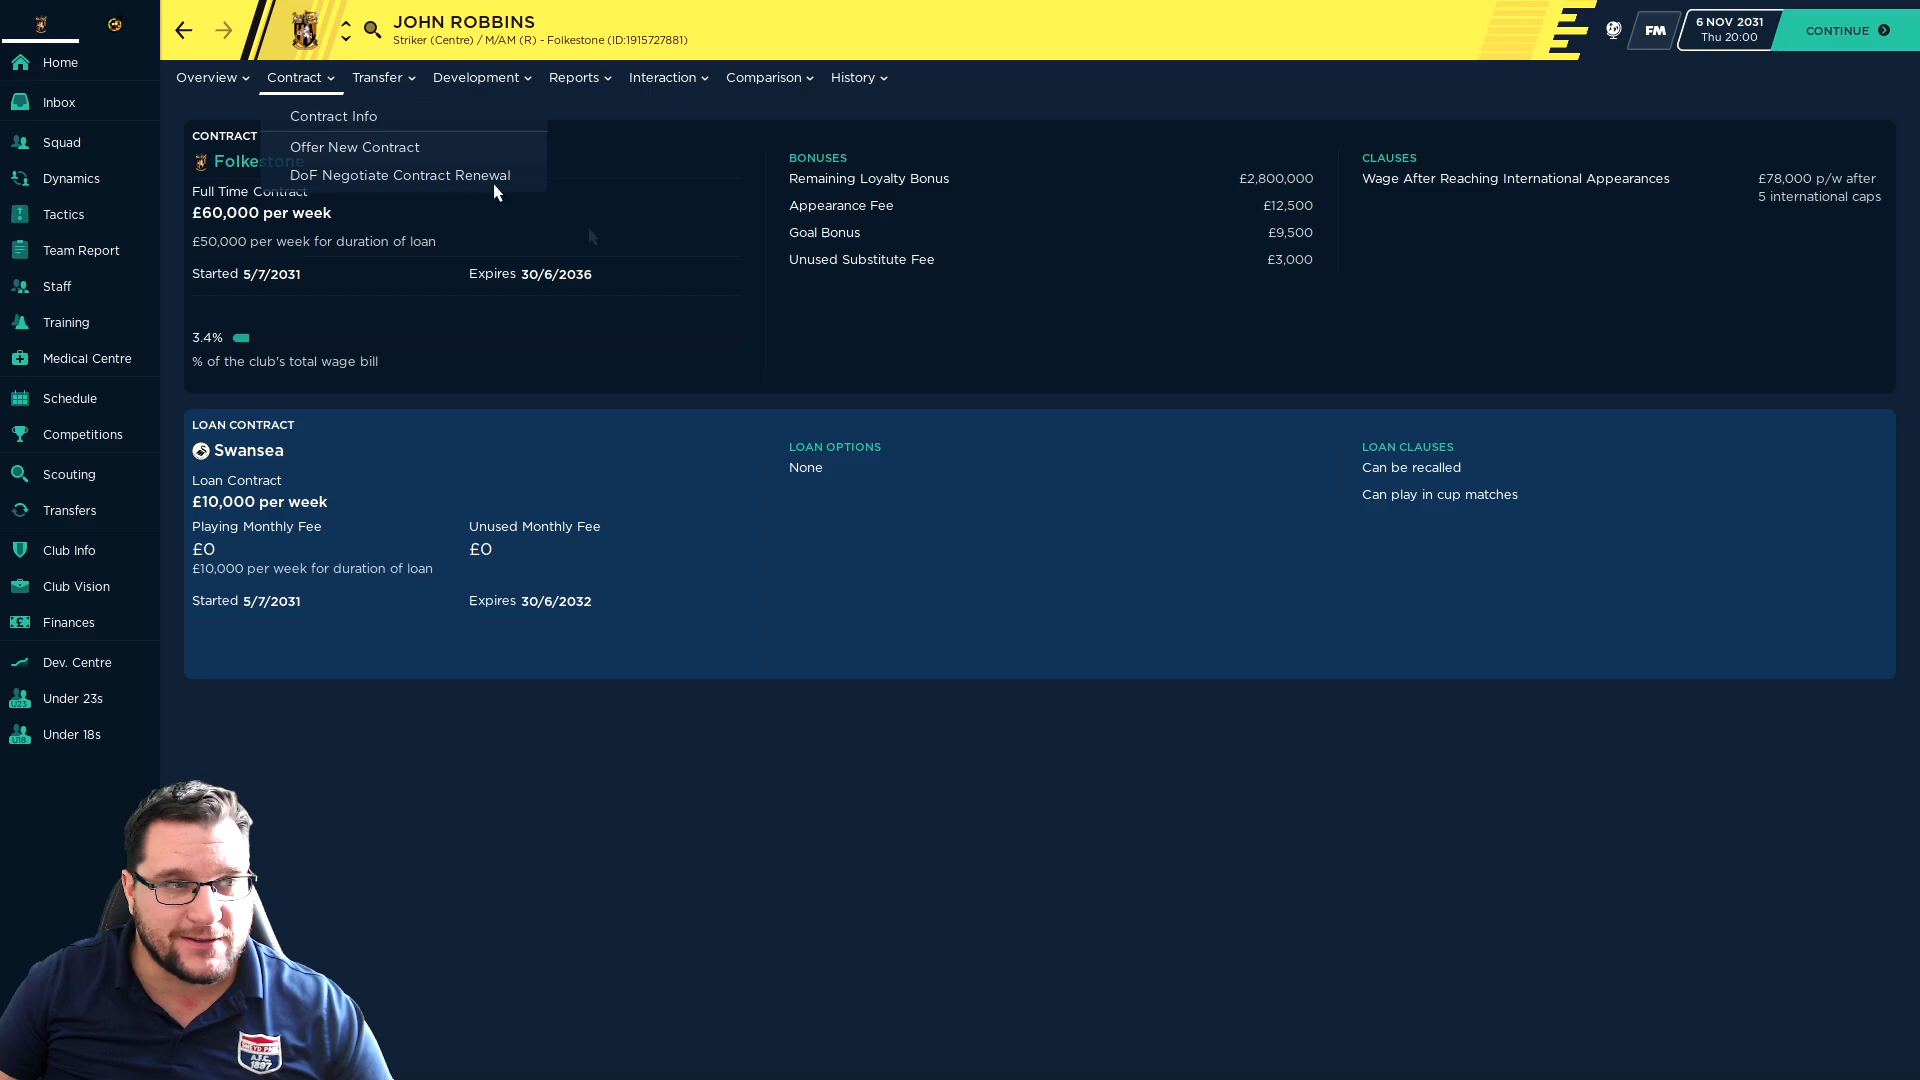 JOHN ROBBINS
Striker (Centre) / M/AM (R) - Folkestone (ID:1915727881)
FM
6 NOV 2031
Thu 20:00
CONTINUE
Overview
Contract
Transfer
Development
Reports
Interaction
Comparison
History
Home
Inbox
Squad
Dynamics
Tactics
Team Report
Staff
Training
Medical Centre
Schedule
Competitions
Scouting
Transfers
Club Info
Club Vision
Finances
Dev. Centre
U23
Under 23s
U18
Under 18s
Contract Info
Offer New Contract
DoF Negotiate Contract Renewal
CONTRACT
Folkestone
Full Time Contract
£60,000 per week
£50,000 per week for duration of loan
Started 5/7/2031
Expires 30/6/2036
3.4%
% of the club's total wage bill
BONUSES
Remaining Loyalty Bonus £2,800,000
Appearance Fee £12,500
Goal Bonus £9,500
Unused Substitute Fee £3,000
CLAUSES
Wage After Reaching International Appearances £78,000 p/w after
5 international caps
LOAN CONTRACT
Swansea
Loan Contract
£10,000 per week
Playing Monthly Fee
Unused Monthly Fee
£0
£0
£10,000 per week for duration of loan
Started 5/7/2031
Expires 30/6/2032
LOAN OPTIONS
None
LOAN CLAUSES
Can be recalled
Can play in cup matches
A.F.C.
1897